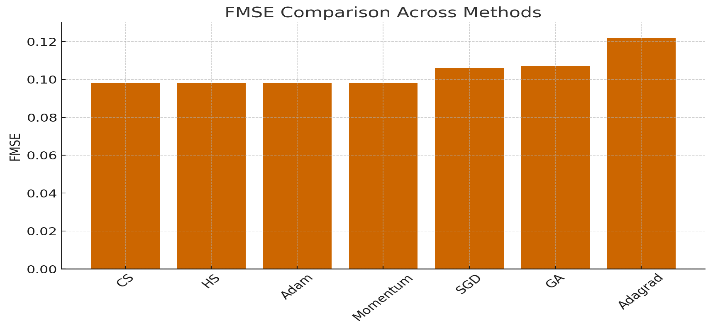 FMSE Comparison Across Methods
FMSE
0.12
0.10
0.08
0.06
0.04
0.02
0.00
CS
HS
Adam
Momentum
SGD
GA
Adagrad